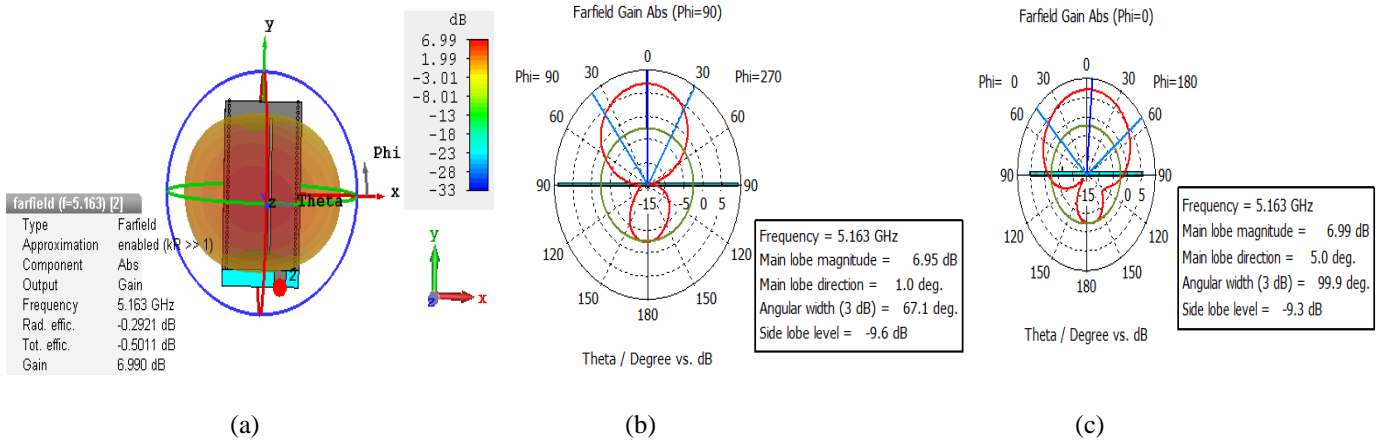 dB
6.99
1.99
-3.01
-8.01
-13
-18
-23
-28
-33
y
Phi
x
z
Theta
2
farfield (f=5.163) [2]
Type Farfield
Approximation enabled (kR >> 1)
Component Abs
Output Gain
Frequency 5.163 GHz
Rad. effic. -0.2921 dB
Tot. effic. -0.5011 dB
Gain 6.990 dB
y
z
x
(a)
Farfield Gain Abs (Phi=90)
0
30 30
Phi= 90 Phi=270
60 60
90 90
-15 -5 0 5
120 120
150 150
180
Theta / Degree vs. dB
Frequency = 5.163 GHz
Main lobe magnitude = 6.95 dB
Main lobe direction = 1.0 deg.
Angular width (3 dB) = 67.1 deg.
Side lobe level = -9.6 dB
(b)
Farfield Gain Abs (Phi=0)
0
30 30
Phi= 0 Phi=180
60 60
90 90
-15 0 5
120 120
150 150
180
Theta / Degree vs. dB
Frequency = 5.163 GHz
Main lobe magnitude = 6.99 dB
Main lobe direction = 5.0 deg.
Angular width (3 dB) = 99.9 deg.
Side lobe level = -9.3 dB
(c)